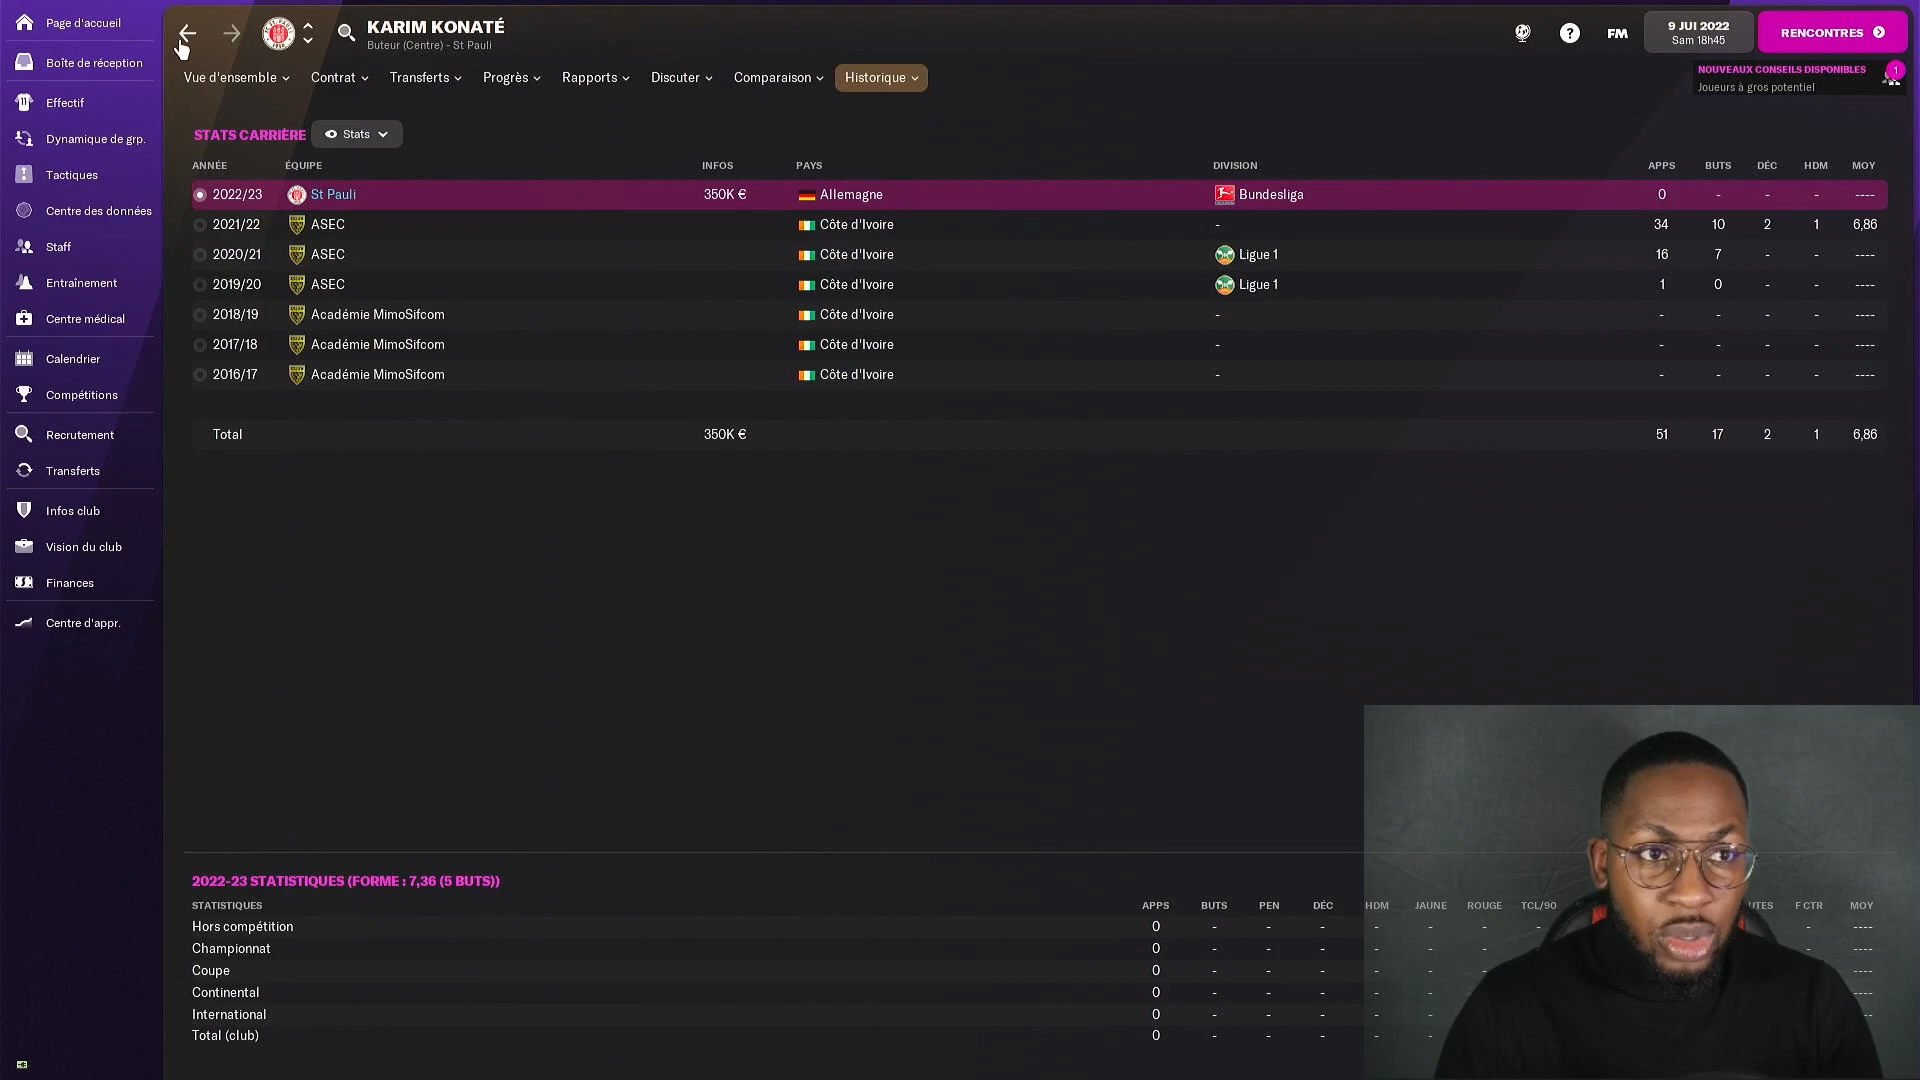 Page d'accueil
Boîte de réception
Effectif
Dynamique de grp.
Tactiques
Centre des données
Staff
Entraînement
Centre médical
Calendrier
Compétitions
Recrutement
Transferts
Infos club
Vision du club
Finances
Centre d'appr.
KARIM KONATÉ
Buteur (Centre) - St Pauli
FM
9 JUI 2022
Sam 18h45
RENCONTRES
Vue d'ensemble
Contrat
Transferts
Progrès
Rapports
Discuter
Comparaison
Historique
NOUVEAUX CONSEILS DISPONIBLES
1
Joueurs à gros potentiel
STATS CARRIÈRE
Stats
ANNÉE ÉQUIPE INFOS PAYS DIVISION APPS BUTS DÉC HDM MOY
2022/23 St Pauli 350K € Allemagne Bundesliga 0 - - - ----
2021/22 ASEC Côte d'Ivoire - 34 10 2 1 6,86
2020/21 ASEC Côte d'Ivoire Ligue 1 16 7 - - ----
2019/20 ASEC Côte d'Ivoire Ligue 1 1 0 - - ----
2018/19 Académie MimoSifcom Côte d'Ivoire - - - - - ----
2017/18 Académie MimoSifcom Côte d'Ivoire - - - - - ----
2016/17 Académie MimoSifcom Côte d'Ivoire - - - - - ----
Total 350K € 51 17 2 1 6,86
2022-23 STATISTIQUES (FORME : 7,36 (5 BUTS))
STATISTIQUES APPS BUTS PEN DÉC HDM JAUNE ROUGE TCL/90 F CTR MOY
Hors compétition 0 - - - - - - - - ----
Championnat 0 - - - - - - - ----
Coupe 0 - - - - - - ----
Continental 0 - - - - - ----
International 0 - - - - -
Total (club) 0 - - - - - ----